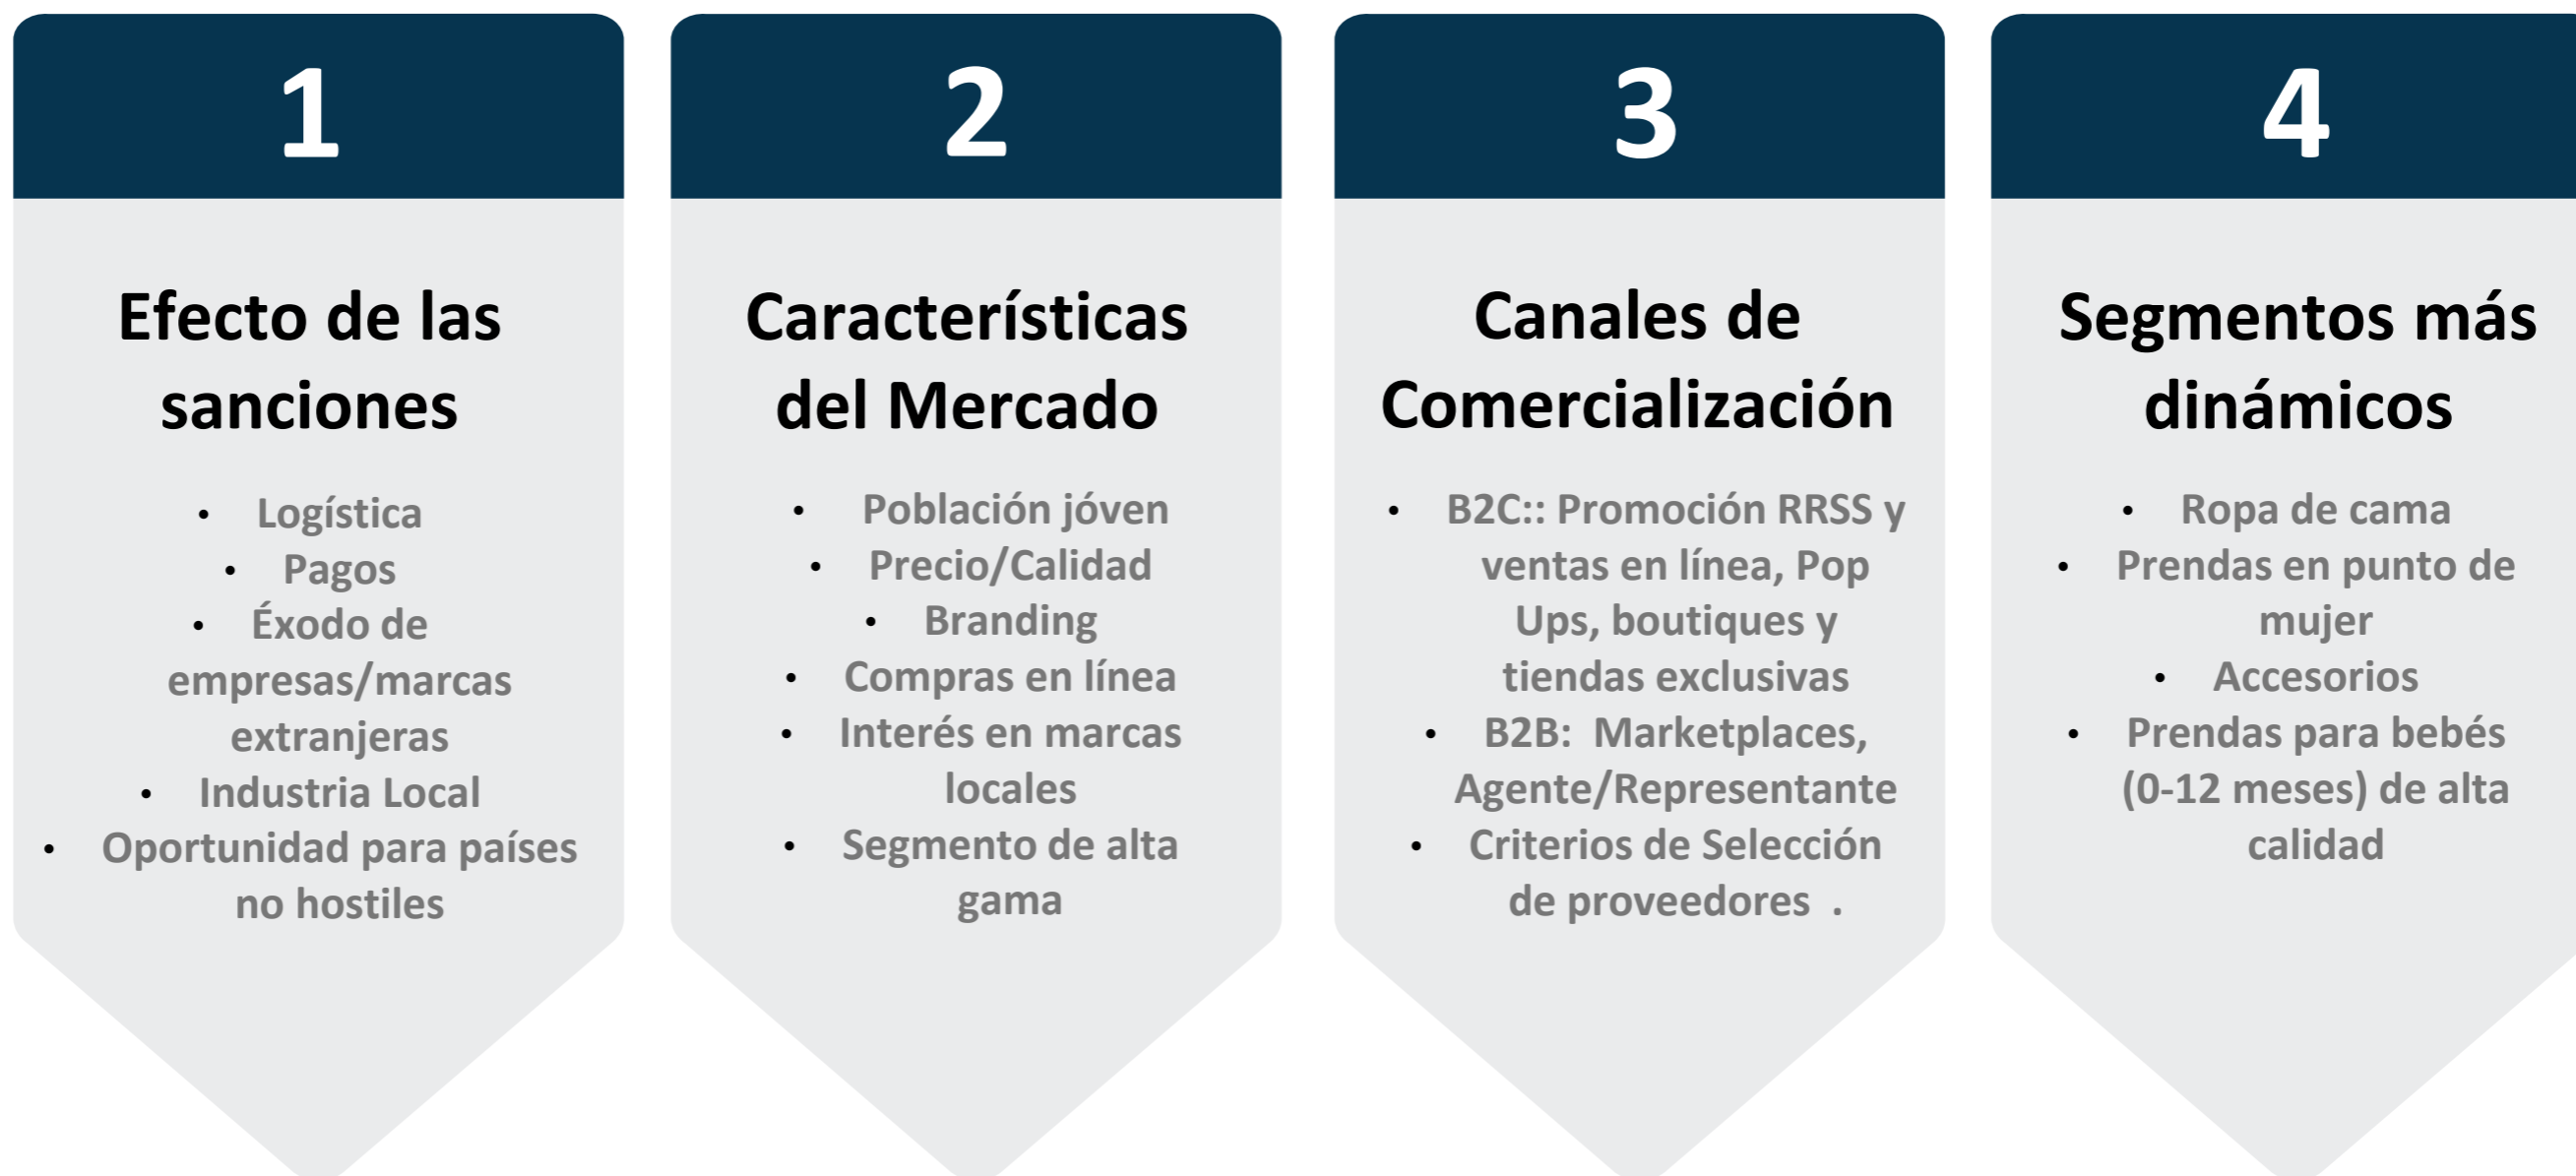 1
Efecto de las
sanciones
• Logística
• Pagos
• Éxodo de
empresas/marcas
extranjeras
• Industria Local
• Oportunidad para países
no hostiles
2
Características
del Mercado
• Población jóven
• Precio/Calidad
• Branding
• Compras en línea
• Interés en marcas
locales
• Segmento de alta
gama
3
Canales de
Comercialización
• B2C:: Promoción RRSS y
ventas en línea, Pop
Ups, boutiques y
tiendas exclusivas
• B2B:  Marketplaces,
Agente/Representante
• Criterios de Selección
de proveedores  .
4
Segmentos más
dinámicos
• Ropa de cama
• Prendas en punto de
mujer
• Accesorios
• Prendas para bebés
(0-12 meses) de alta
calidad